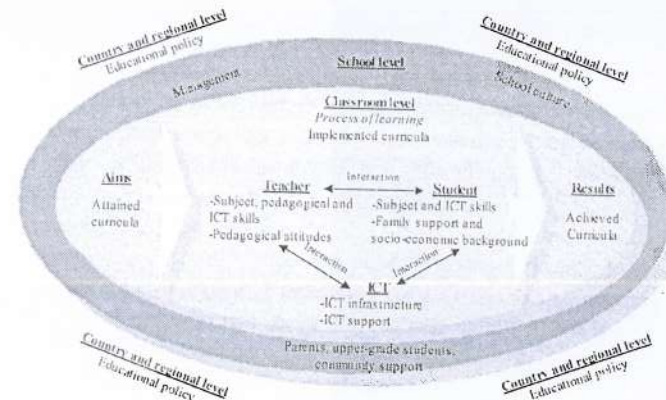 Country and regional level
Educational policy
Country and regional level
Educational policy
School level
Management
School culture
Classroom level
Process of learning
Implemented curricula
Aims
Attained
curricula
Teacher
-Subject, pedagogical and
ICT skills
-Pedagogical attitudes
Interaction
Student
-Subject and ICT skills
-Family support and
socio-economic background
Results
Achieved
Curricula
Interaction
Interaction
ICT
-ICT infrastructure
-ICT support
Parents, upper-grade students,
community support
Country and regional level
Educational policy
Country and regional level
Educational policy